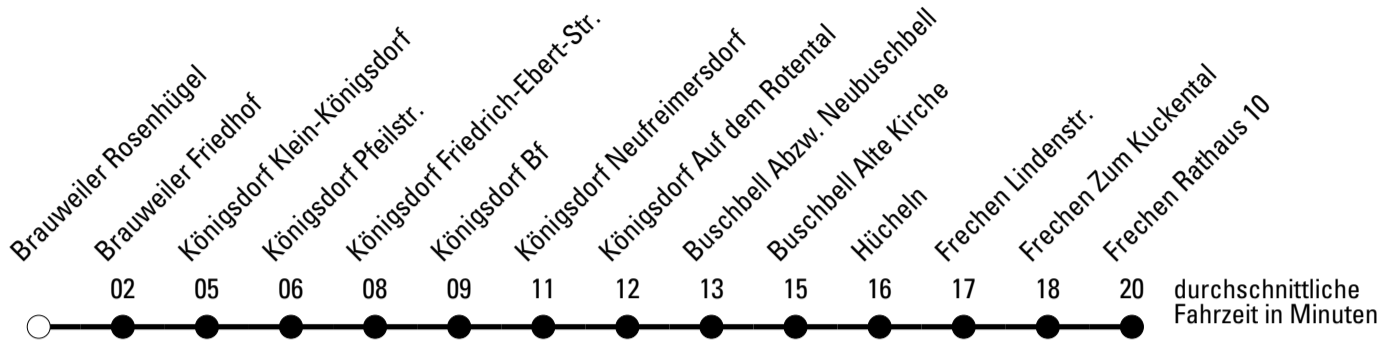 Brauweiler Rosenhügel
Brauweiler Friedhof
Königsdorf Klein-Königsdorf
Königsdorf Pfeilstr.
Königsdorf Friedrich-Ebert-Str.
Königsdorf Bf
Königsdorf Neufreimersdorf
Königsdorf Auf dem Rotental
Buschbell Abzw. Neubuschbell
Buschbell Alte Kirche
Hücheln
Frechen Lindenstr.
Frechen Zum Kuckental
Frechen Rathaus 10
02 05 06 08 09 11 12 13 15 16 17 18 20
durchschnittliche
Fahrzeit in Minuten